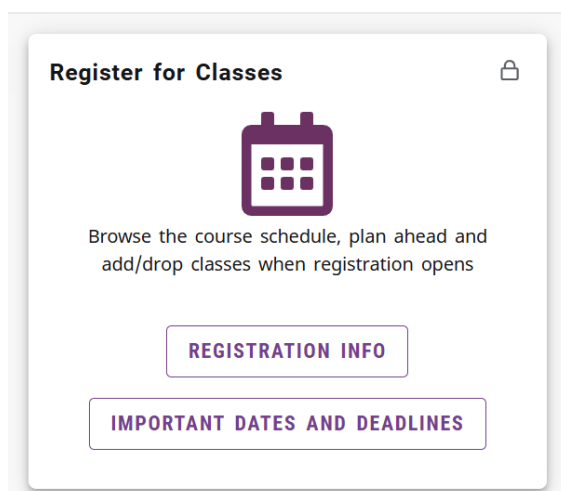 Register for Classes
Browse the course schedule, plan ahead and
add/drop classes when registration opens
REGISTRATION INFO
IMPORTANT DATES AND DEADLINES